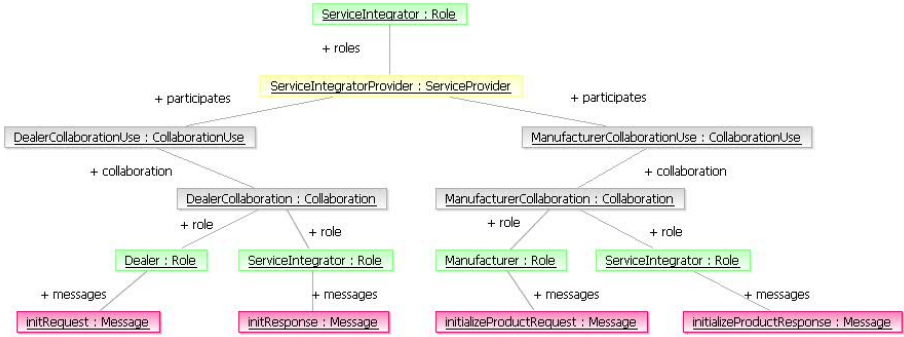 ServiceIntegrator : Role
+ roles
ServiceIntegratorProvider : ServiceProvider
+ participates
+ participates
DealerCollaborationUse : CollaborationUse
ManufacturerCollaborationUse : CollaborationUse
+ collaboration
+ collaboration
DealerCollaboration : Collaboration
ManufacturerCollaboration : Collaboration
+ role
+ role
+ role
+ role
Dealer : Role
ServiceIntegrator : Role
Manufacturer : Role
ServiceIntegrator : Role
+ messages
+ messages
+ messages
+ messages
initRequest : Message
initResponse : Message
initializeProductRequest : Message
initializeProductResponse : Message